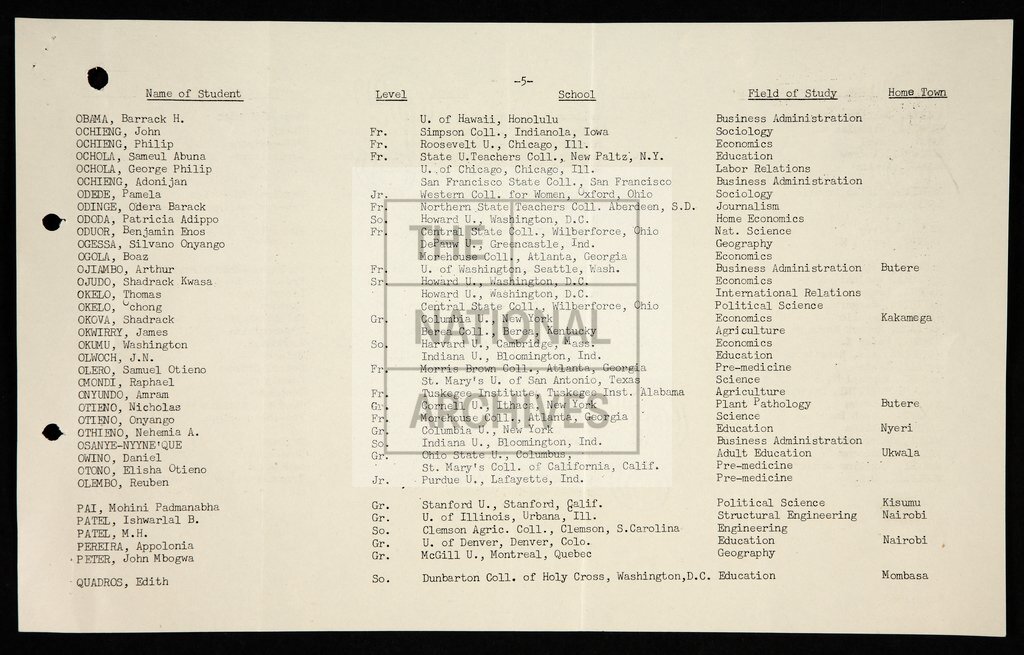 -5-
Name of Student Level School Field of Study Home Town
OBAMA, Barrack H. U. of Hawaii, Honolulu Business Administration
OCHIENG, John Fr. Simpson Coll., Indianola, Iowa Sociology
OCHIENG, Philip Fr. Roosevelt U., Chicago, Ill. Economics
OCHOLA, Sameul Abuna Fr. State U.Teachers Coll., New Paltz, N.Y. Education
OCHOLA, George Philip U. of Chicago, Chicago, Ill. Labor Relations
OCHIENG, Adonijan San Francisco State Coll., San Francisco Business Administration
ODEDE, Pamela Jr. Western Coll. for Women, Oxford, Ohio Sociology
ODINGE, Odera Barack Fr. Northern State Teachers Coll. Aberdeen, S.D. Journalism
ODODA, Patricia Adippo So. Howard U., Washington, D.C. Home Economics
ODUOR, Benjamin Enos Fr. Central State Coll., Wilberforce, Ohio Nat. Science
OGESSA, Silvano Onyango DePauw U., Greencastle, Ind. Geography
OGOLA, Boaz Morehouse Coll., Atlanta, Georgia Economics
OJIAMBO, Arthur Fr. U. of Washington, Seattle, Wash. Business Administration Butere
OJUDO, Shadrack Kwasa Sr. Howard U., Washington, D.C. Economics
OKELO, Thomas Howard U., Washington, D.C. International Relations
OKELO, Ychong Central State Coll., Wilberforce, Ohio Political Science
OKOVA, Shadrack Gr. Columbia U., New York Economics Kakamega
OKWIRRY, James Berea Coll., Berea, Kentucky Agriculture
OKUMU, Washington So. Harvard U., Cambridge, Mass. Economics
OLWOCH, J.N. Indiana U., Bloomington, Ind. Education
OLERO, Samuel Otieno Fr. Morris Brown Coll., Atlanta, Georgia Pre-medicine
OMONDI, Raphael St. Mary's U. of San Antonio, Texas Science
ONYUNDO, Amram Fr. Tuskegee Institute, Tuskegee Inst. Alabama Agriculture
OTIENO, Nicholas Gr. Cornell U., Ithaca, New York Plant Pathology Butere
OTIENO, Onyango Fr. Morehouse Coll., Atlanta, Georgia Science
OTHIENO, Nehemia A. Gr. Columbia U., New York Education Nyeri
OSANYE-NYYNE'QUE So. Indiana U., Bloomington, Ind. Business Administration
OWINO, Daniel Gr. Ohio State U., Columbus, Adult Education Ukwala
OTONO, Elisha Otieno St. Mary's Coll. of California, Calif. Pre-medicine
OLEMBO, Reuben Jr. Purdue U., Lafayette, Ind. Pre-medicine
PAI, Mohini Padmanabha Gr. Stanford U., Stanford, Calif. Political Science Kisumu
PATEL, Ishwarlal B. Gr. U. of Illinois, Urbana, Ill. Structural Engineering Nairobi
PATEL, M.H. So. Clemson Agric. Coll., Clemson, S.Carolina Engineering
PEREIRA, Appolonia Gr. U. of Denver, Denver, Colo. Education Nairobi
PETER, John Mbogwa Gr. McGill U., Montreal, Quebec Geography
QUADROS, Edith So. Dunbarton Coll. of Holy Cross, Washington,D.C. Education Mombasa
THE
NATIONAL
ARCHIVES